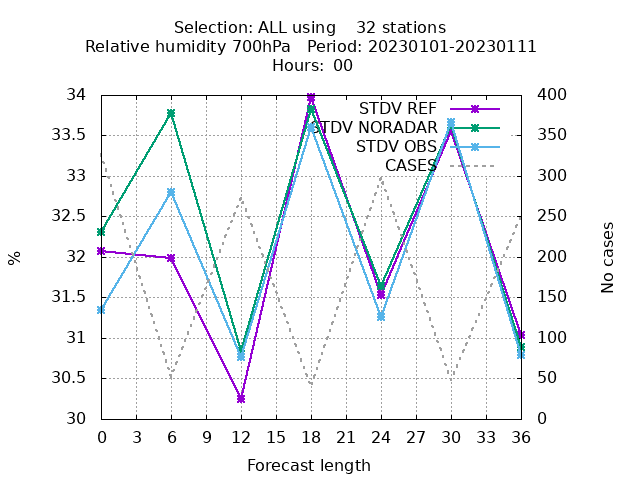 Selection: ALL using    32 stations
Relative humidity 700hPa   Period: 20230101-20230111
Hours:  00
34
33.5
33
32.5
32
31.5
31
30.5
30
400
350
300
250
200
150
100
50
0
STDV REF
STDV NORADAR
STDV OBS
CASES
%
No cases
0 3 6 9 12 15 18 21 24 27 30 33 36
Forecast length